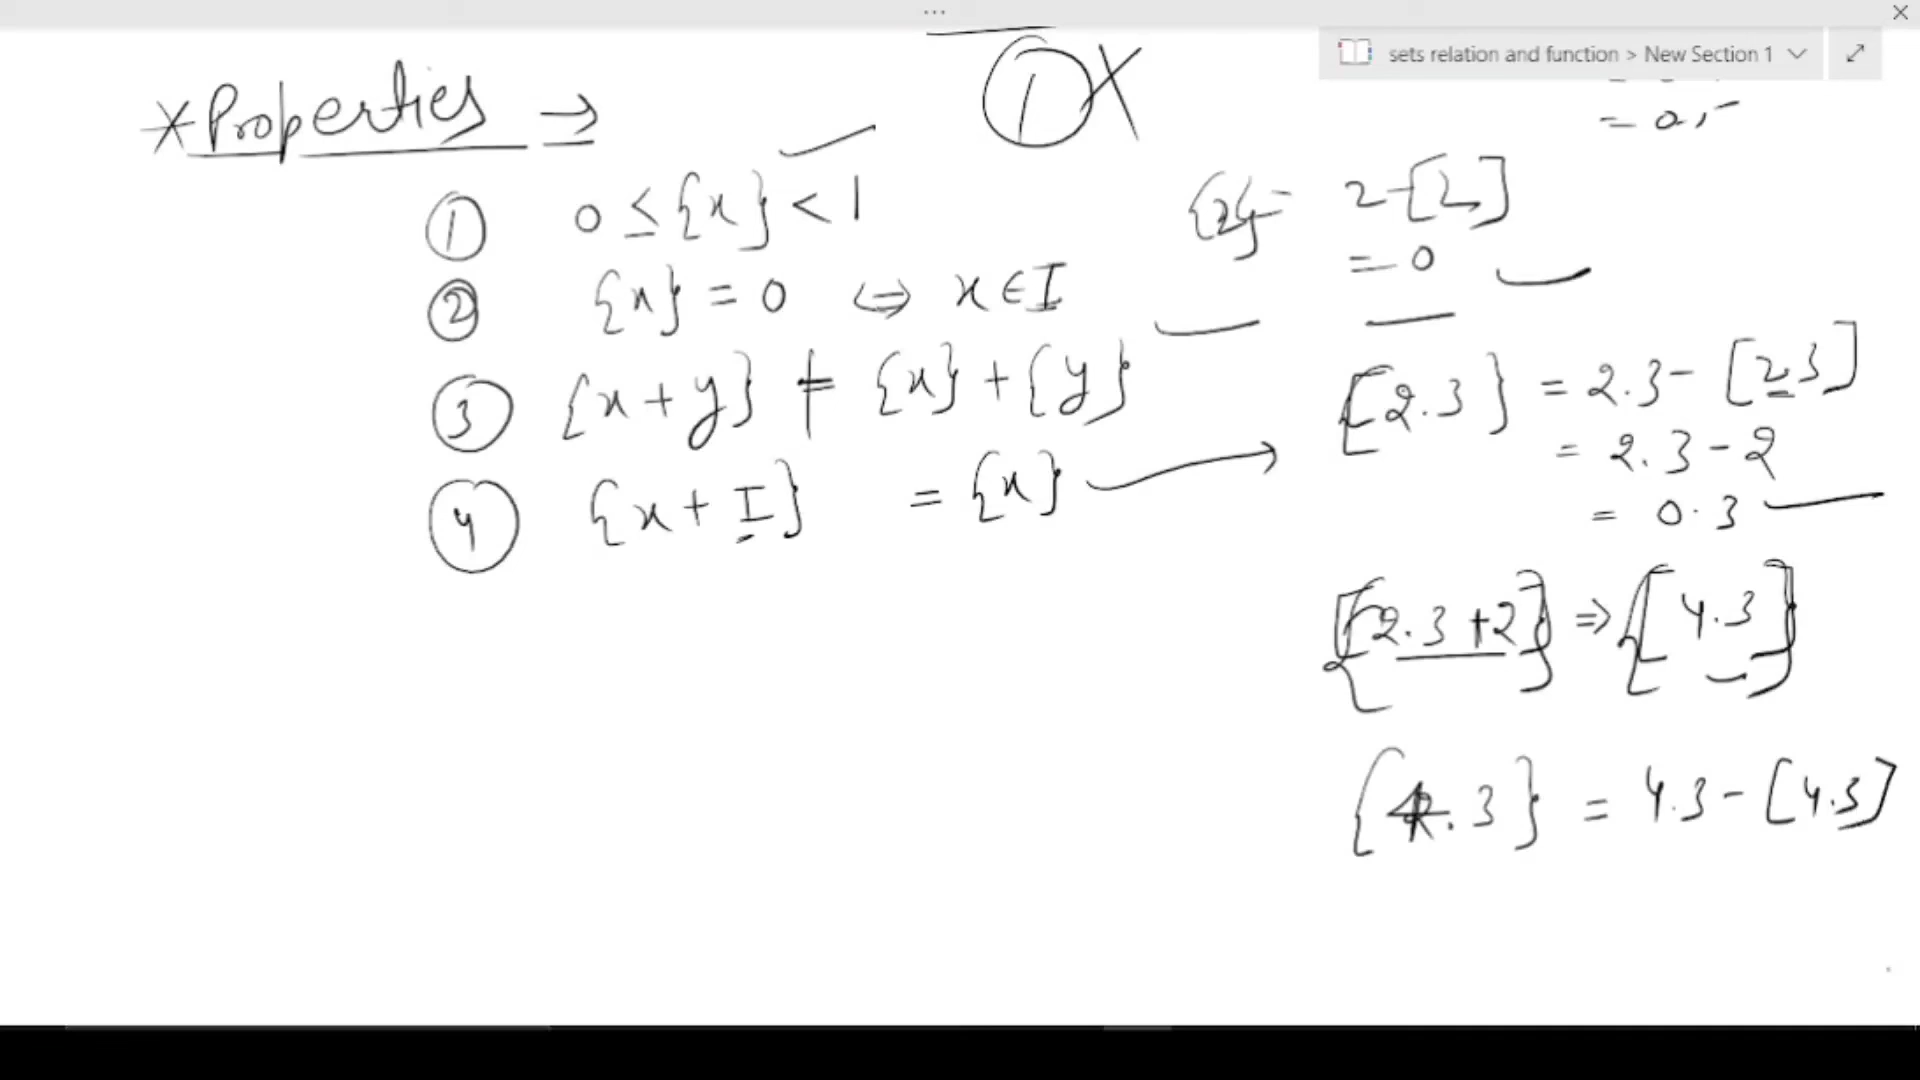 ...
sets relation and function > New Section 1
① X
* Properties →
= 0.
① 0 ≤ {x} < 1
② {x} = 0 ⇔ x ∈ I
③ {x + y} ≠ {x} + {y}
④ {x + I} = {x} →
{2} = 2 - [2]
= 0
{2.3} = 2.3 - [2.3]
= 2.3 - 2
= 0.3
{2.3 + 2} ⇒ {4.3}
{4.3} = 4.3 - [4.3]